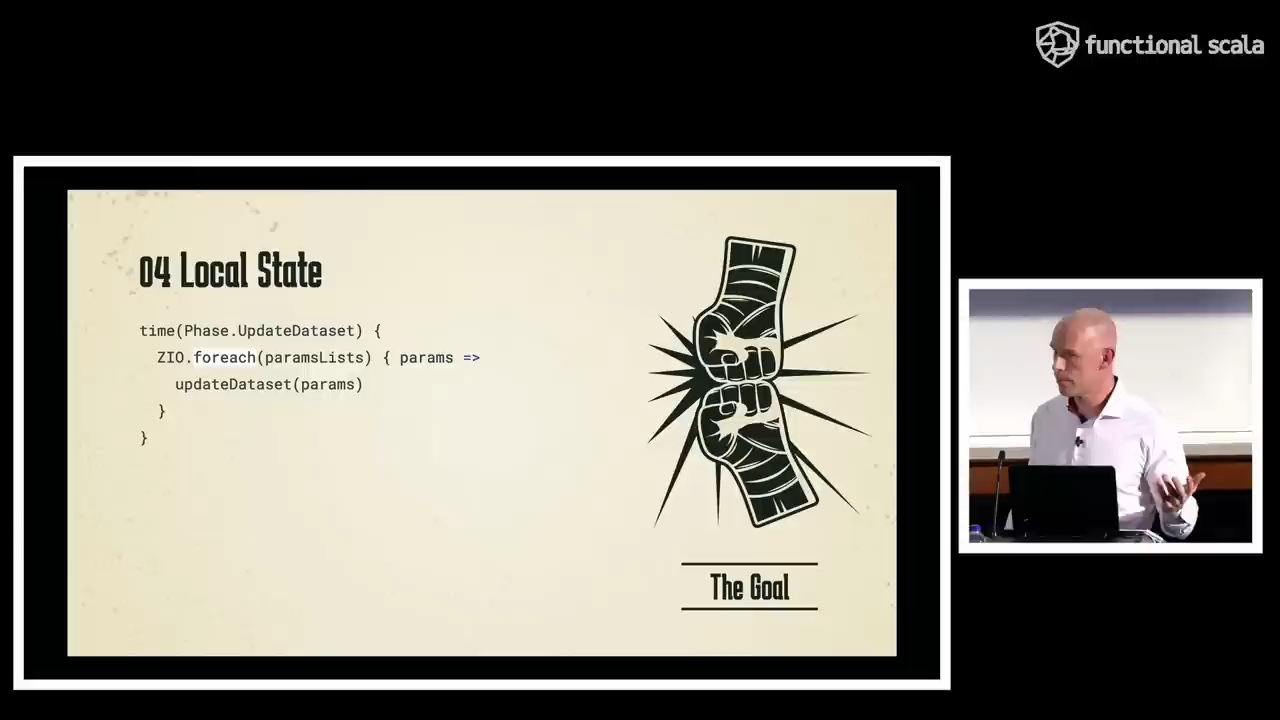 functional scala
04 Local State
time(Phase.UpdateDataset) {
ZIO.foreach(paramsLists) { params =>
updateDataset(params)
}
}
The Goal